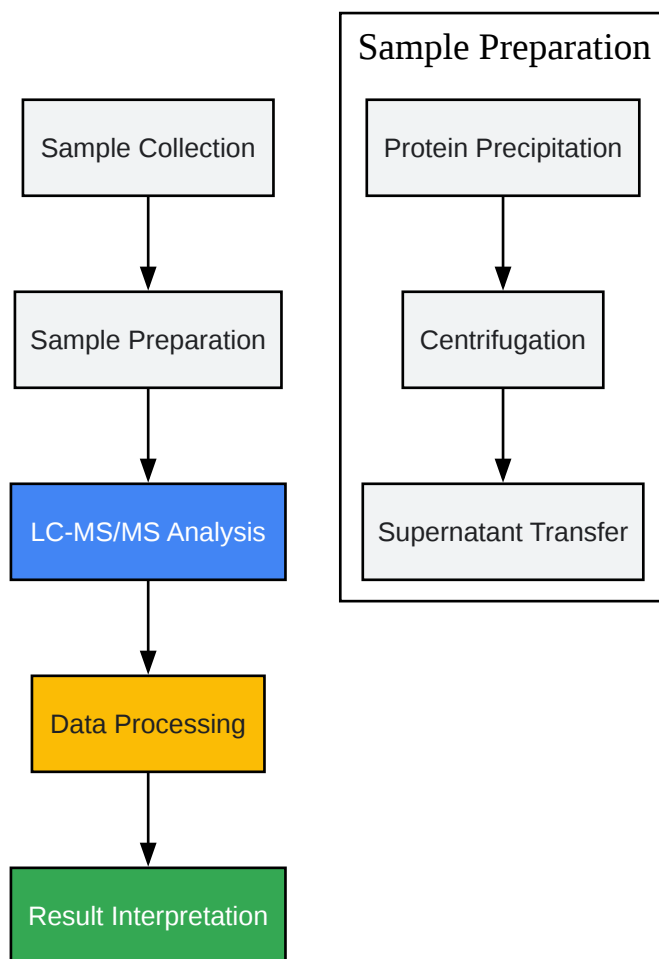 Sample Preparation
Sample Collection
Protein Precipitation
Sample Preparation
Centrifugation
LC-MS/MS Analysis
Supernatant Transfer
Data Processing
Result Interpretation